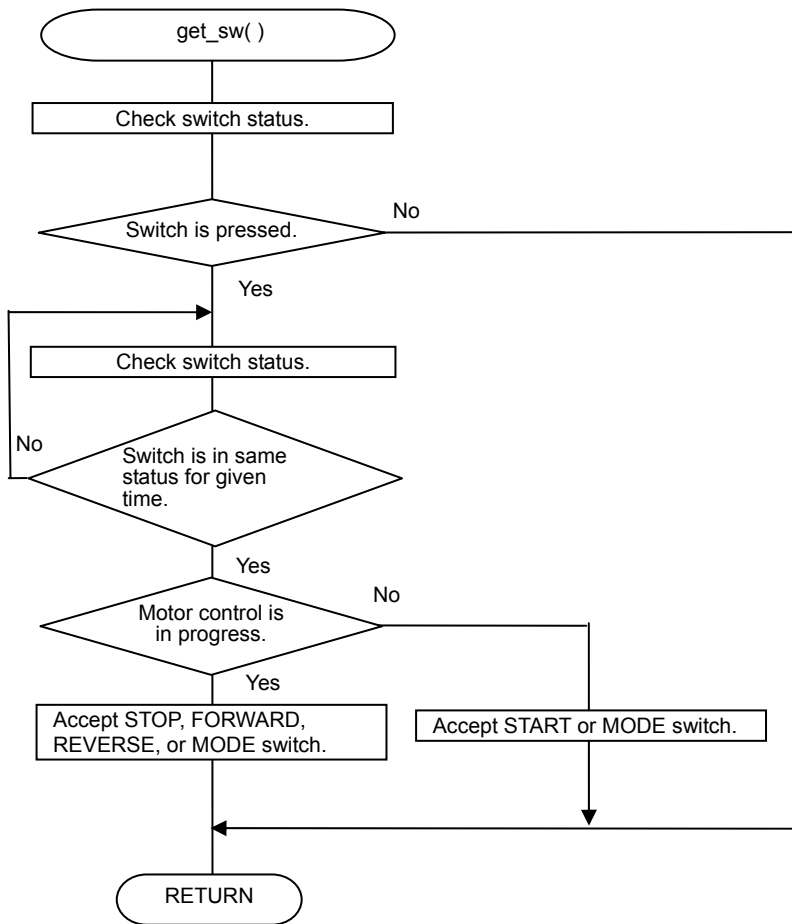 get_sw( )
Check switch status.
Switch is pressed.
No
Yes
Check switch status.
No
Switch is in same
status for given
time.
Yes
Motor control is
in progress.
No
Yes
Accept STOP, FORWARD,
REVERSE, or MODE switch.
Accept START or MODE switch.
RETURN